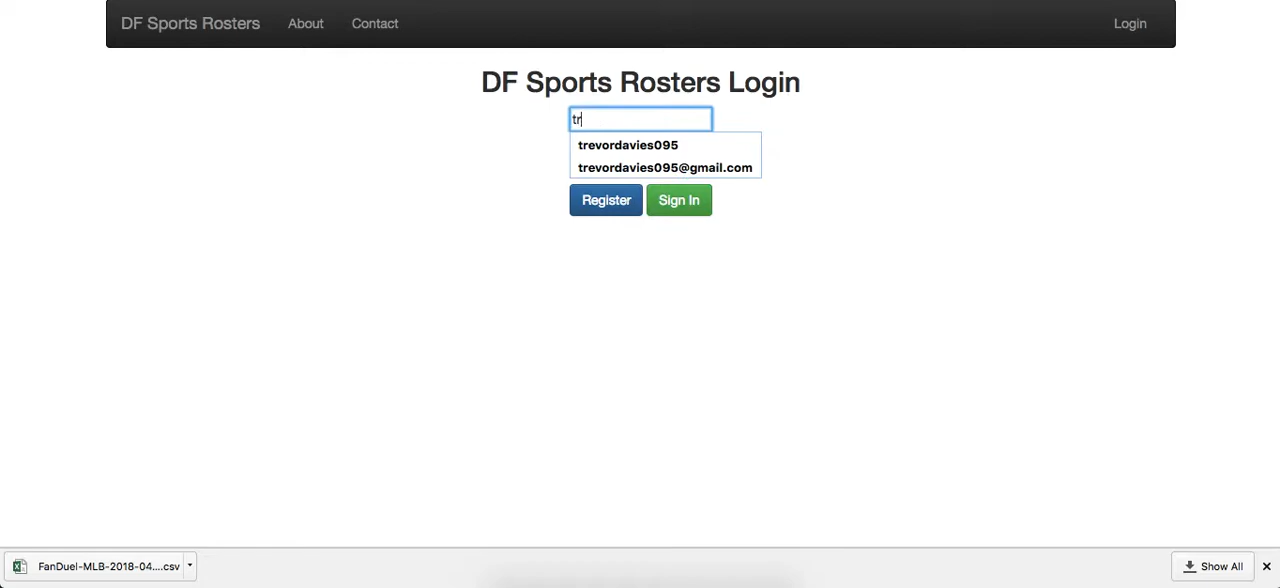 DF Sports Rosters About Contact Login
DF Sports Rosters Login
tr
trevordavies095
trevordavies095@gmail.com
Register Sign In
FanDuel-MLB-2018-04....csv Show All